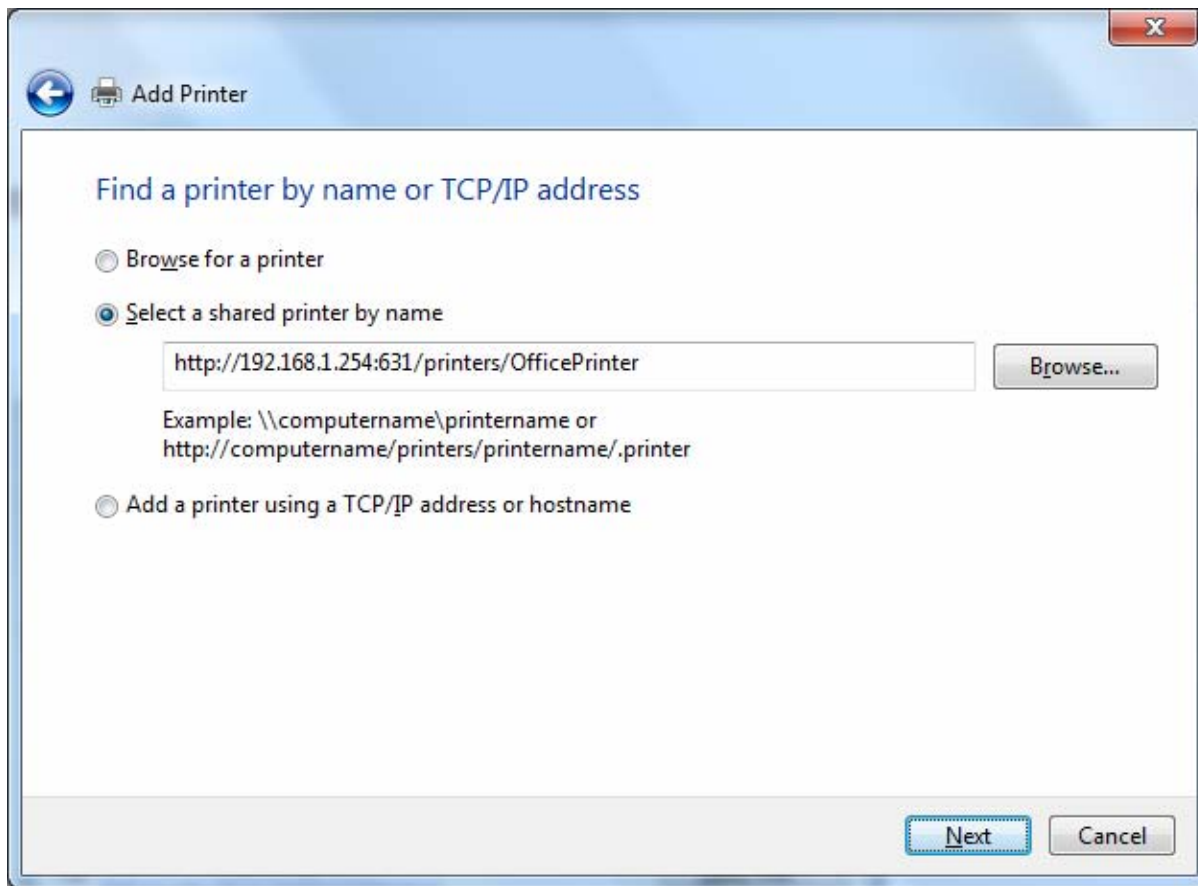 Add Printer
Find a printer by name or TCP/IP address
Browse for a printer
Select a shared printer by name
http://192.168.1.254:631/printers/OfficePrinter
Browse...
Example: \\computername\printername or
http://computername/printers/printername/.printer
Add a printer using a TCP/IP address or hostname
Next
Cancel